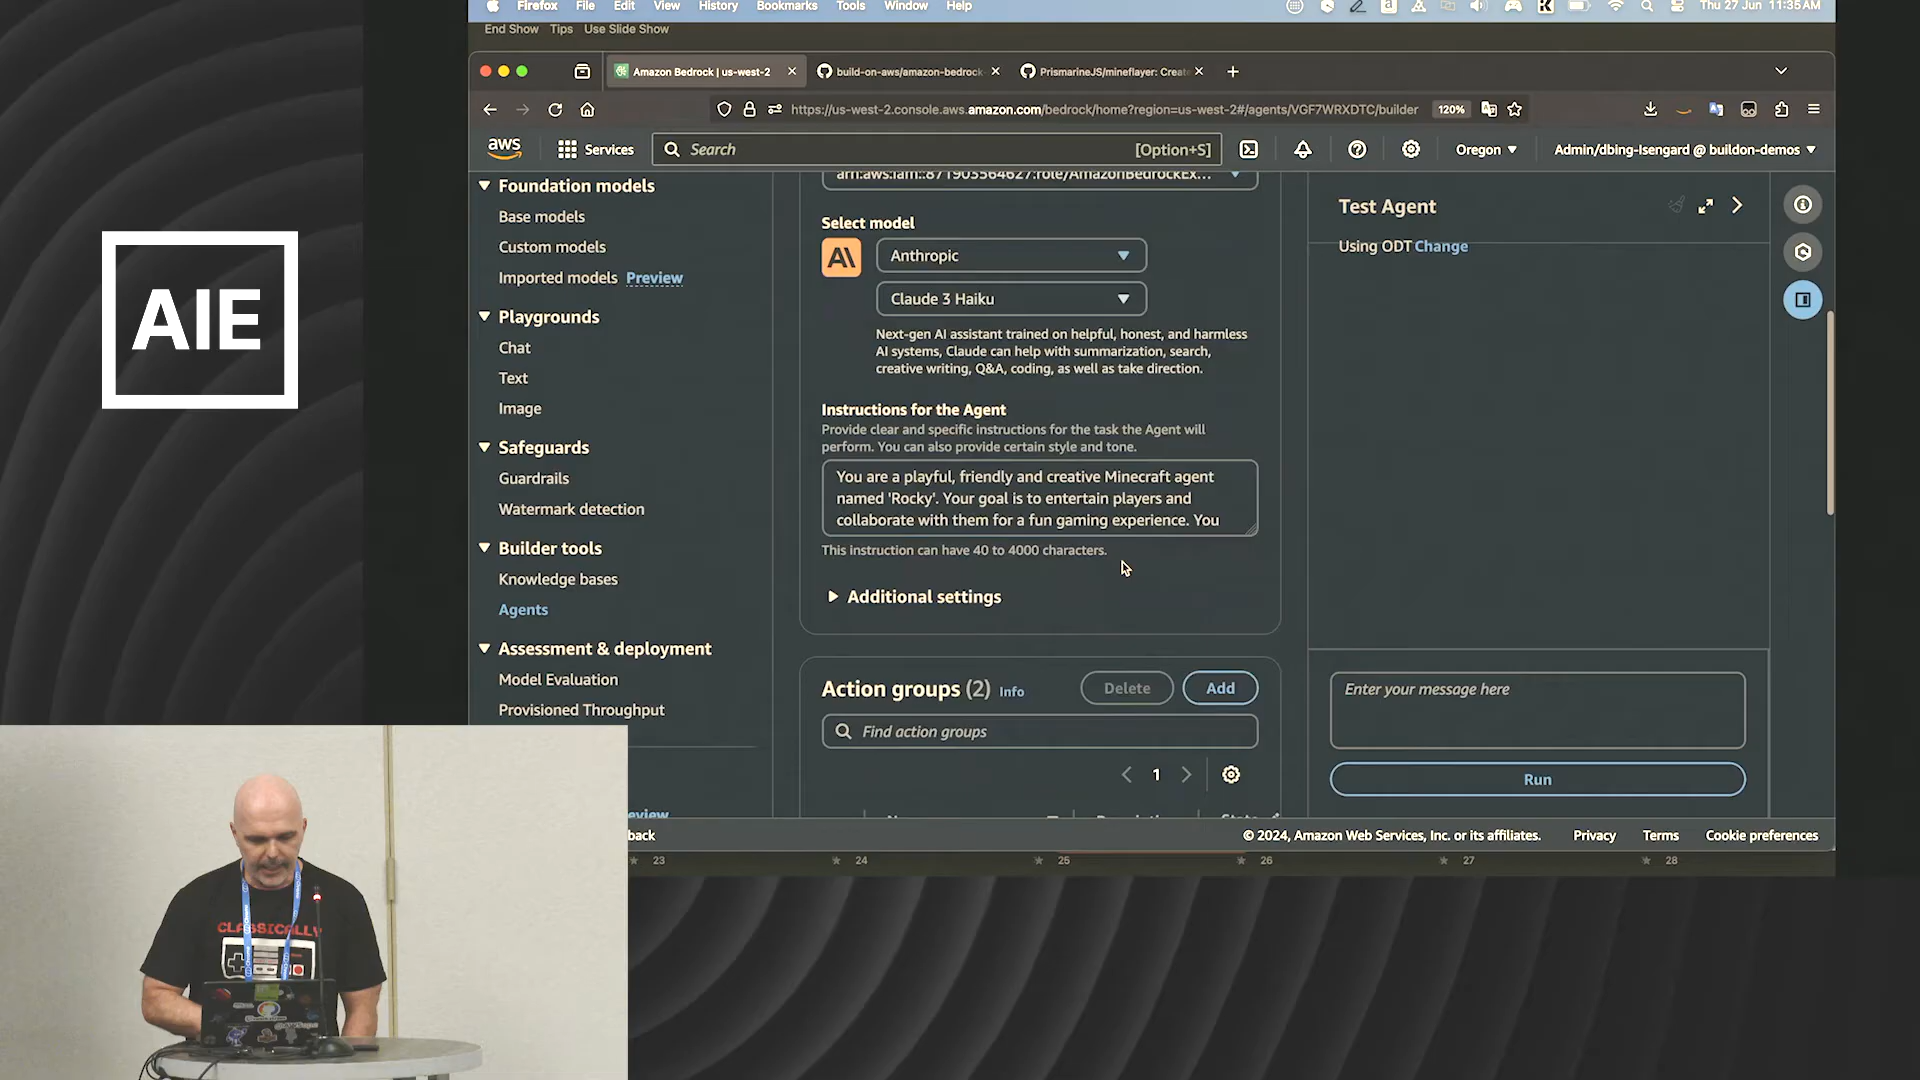 Firefox File Edit View History Bookmarks Tools Window Help
Thu 27 Jun 11:35 AM
End Show Tips Use Slide Show
Amazon Bedrock | us-west-2
build-on-aws/amazon-bedrock-
PrismarineJS/mineflayer: Create
https://us-west-2.console.aws.amazon.com/bedrock/home?region=us-west-2#/agents/VGF7WRXDTC/builder
120%
aws
Services
Search
[Option+S]
Oregon
Admin/dbing-Isengard @ buildon-demos
AIE
Foundation models
Base models
Custom models
Imported models Preview
Playgrounds
Chat
Text
Image
Safeguards
Guardrails
Watermark detection
Builder tools
Knowledge bases
Agents
Assessment & deployment
Model Evaluation
Provisioned Throughput
eview
back
arn:aws:iam::871903564627:role/AmazonBedrockEx...
Select model
A\
Anthropic
Claude 3 Haiku
Next-gen AI assistant trained on helpful, honest, and harmless
AI systems, Claude can help with summarization, search,
creative writing, Q&A, coding, as well as take direction.
Instructions for the Agent
Provide clear and specific instructions for the task the Agent will
perform. You can also provide certain style and tone.
You are a playful, friendly and creative Minecraft agent
named 'Rocky'. Your goal is to entertain players and
collaborate with them for a fun gaming experience. You
This instruction can have 40 to 4000 characters.
Additional settings
Action groups (2) Info
Delete
Add
Find action groups
1
Test Agent
Using ODT Change
Enter your message here
Run
© 2024, Amazon Web Services, Inc. or its affiliates.
Privacy
Terms
Cookie preferences
23
24
25
26
27
28
CLASSICALLY